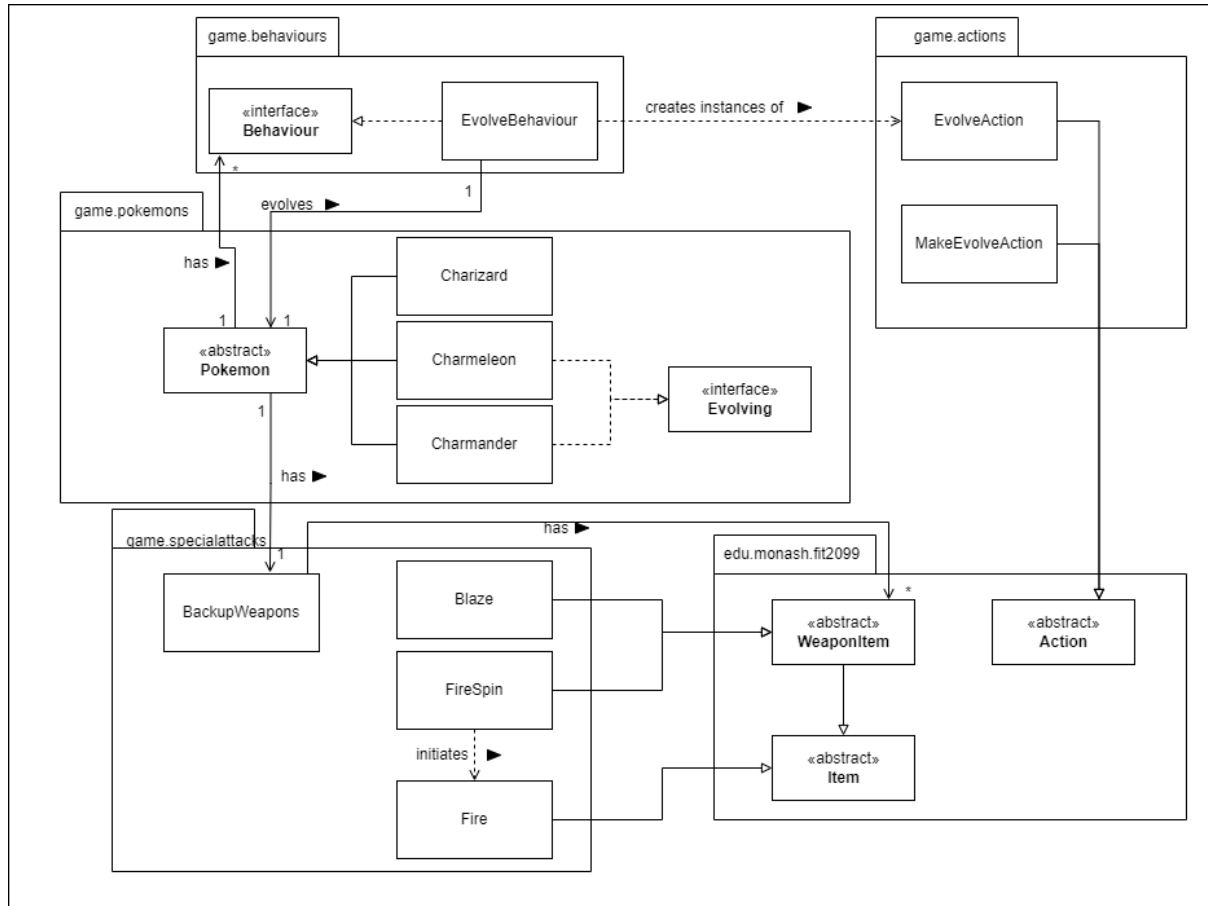 game.behaviours
game.actions
«interface»
Behaviour
EvolveBehaviour
creates instances of ►
EvolveAction
*
1
game.pokemons
evolves ►
MakeEvolveAction
has ►
Charizard
1
1
«abstract»
Pokemon
Charmeleon
«interface»
Evolving
1
Charmander
has ►
game.specialattacks
has ►
1
edu.monash.fit2099
BackupWeapons
Blaze
*
«abstract»
WeaponItem
«abstract»
Action
FireSpin
initiates ►
«abstract»
Item
Fire